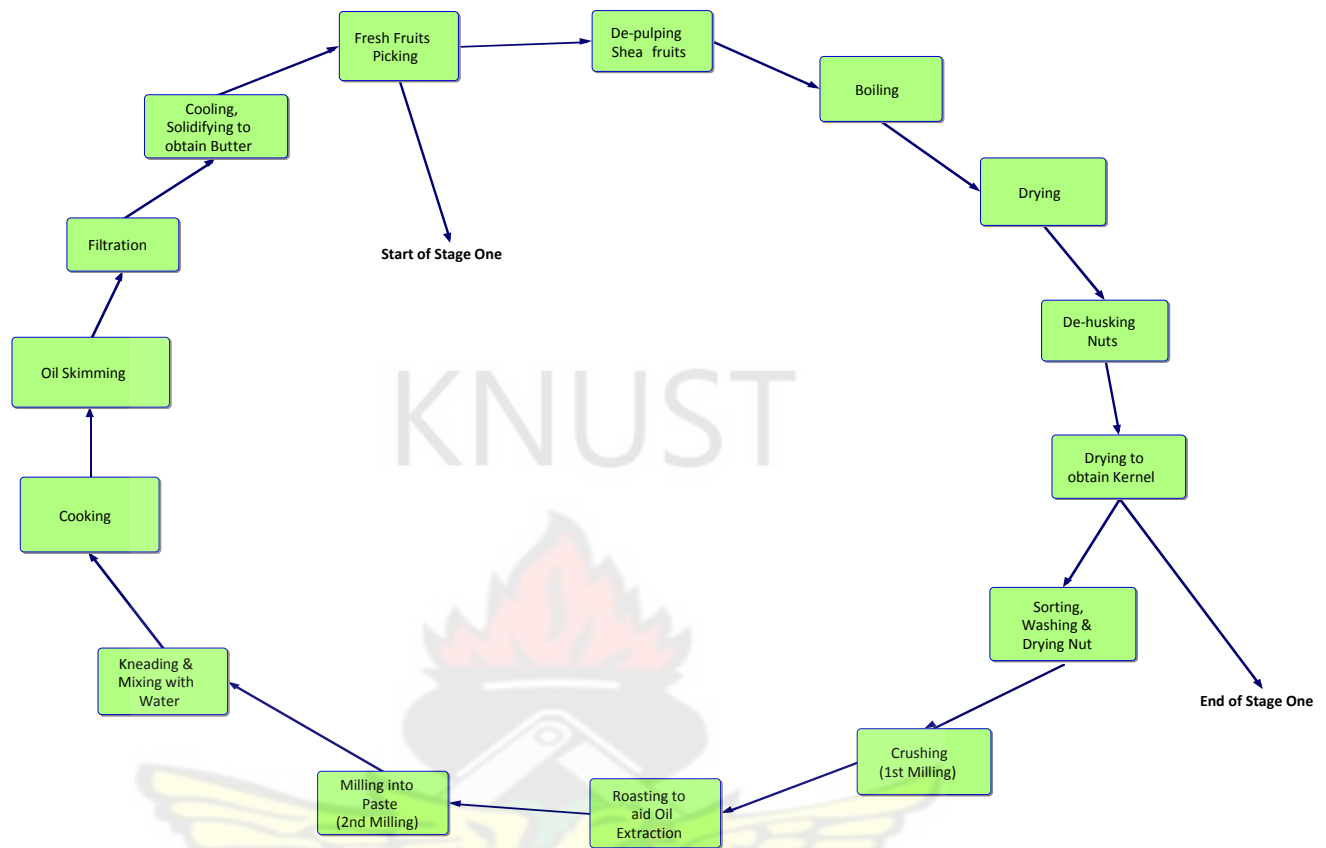 Fresh Fruits
Picking
De-pulping
Shea fruits
Boiling
Drying
De-husking
Nuts
Drying to
obtain Kernel
End of Stage One
Sorting,
Washing &
Drying Nut
Crushing
(1st Milling)
Roasting to
aid Oil
Extraction
Milling into
Paste
(2nd Milling)
Kneading &
Mixing with
Water
Cooking
Oil Skimming
Filtration
Cooling,
Solidifying to
obtain Butter
Start of Stage One
KNUST